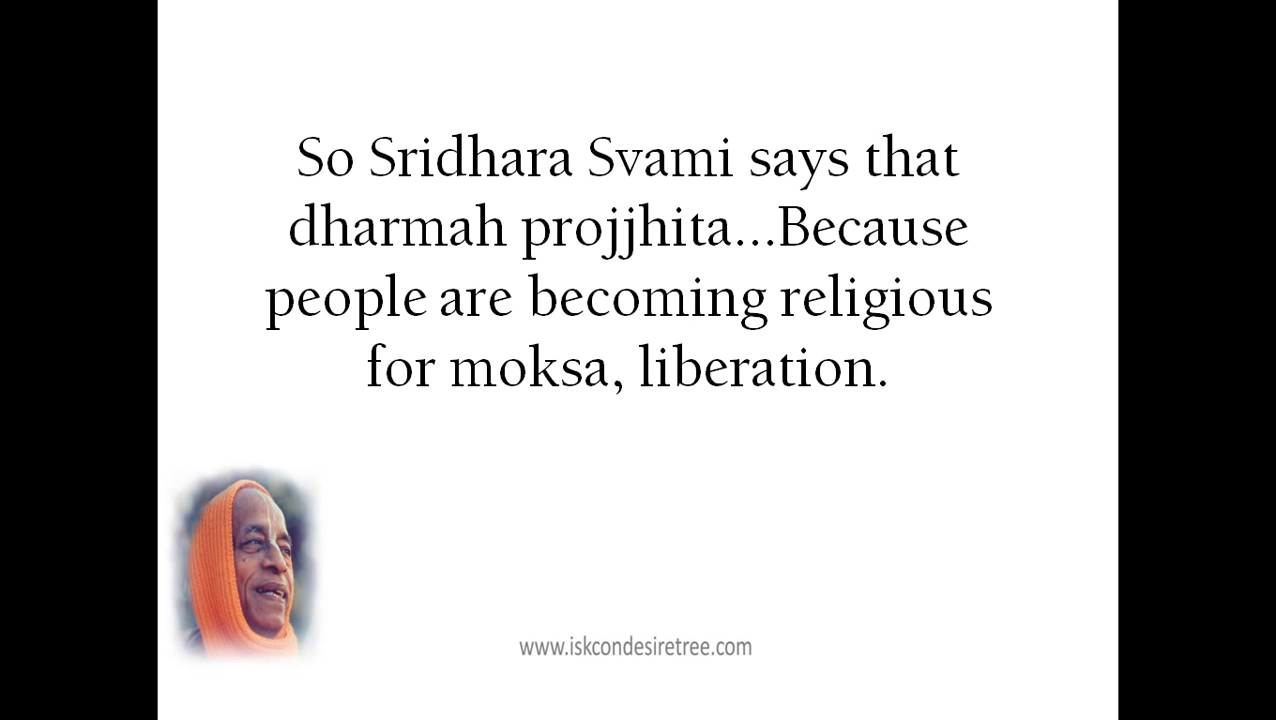 So Sridhara Svami says that
dharmah projjhita...Because
people are becoming religious
for moksa, liberation.
www.iskcondesiretree.com